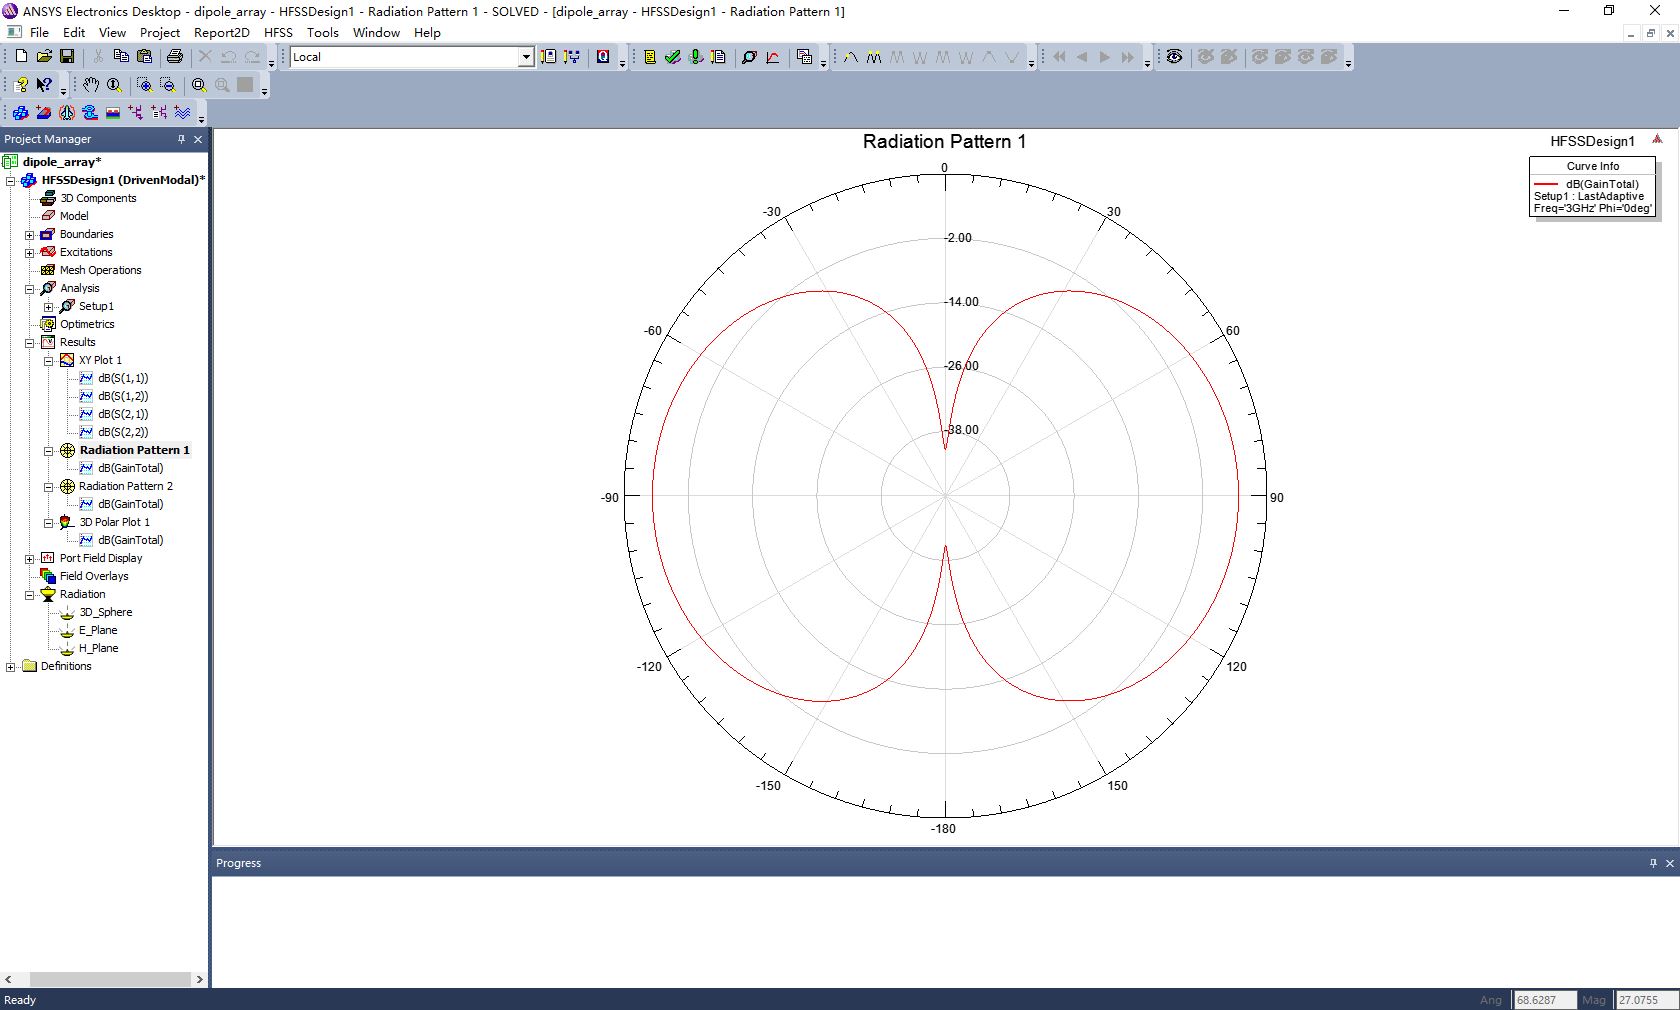 ANSYS Electronics Desktop - dipole_array - HFSSDesign1 - Radiation Pattern 1 - SOLVED - [dipole_array - HFSSDesign1 - Radiation Pattern 1]
File Edit View Project Report2D HFSS Tools Window Help
Local
Project Manager
dipole_array*
HFSSDesign1 (DrivenModal)*
3D Components
Model
Boundaries
Excitations
Mesh Operations
Analysis
Setup1
Optimetrics
Results
XY Plot 1
dB(S(1,1))
dB(S(1,2))
dB(S(2,1))
dB(S(2,2))
Radiation Pattern 1
dB(GainTotal)
Radiation Pattern 2
dB(GainTotal)
3D Polar Plot 1
dB(GainTotal)
Port Field Display
Field Overlays
Radiation
3D_Sphere
E_Plane
H_Plane
Definitions
Radiation Pattern 1
HFSSDesign1
Curve Info
dB(GainTotal)
Setup1 : LastAdaptive
Freq='3GHz' Phi='0deg'
0
-30
30
-2.00
-14.00
-60
60
-26.00
-38.00
-90
90
-120
120
-150
150
-180
Progress
Ready
Ang 68.6287 Mag 27.0755